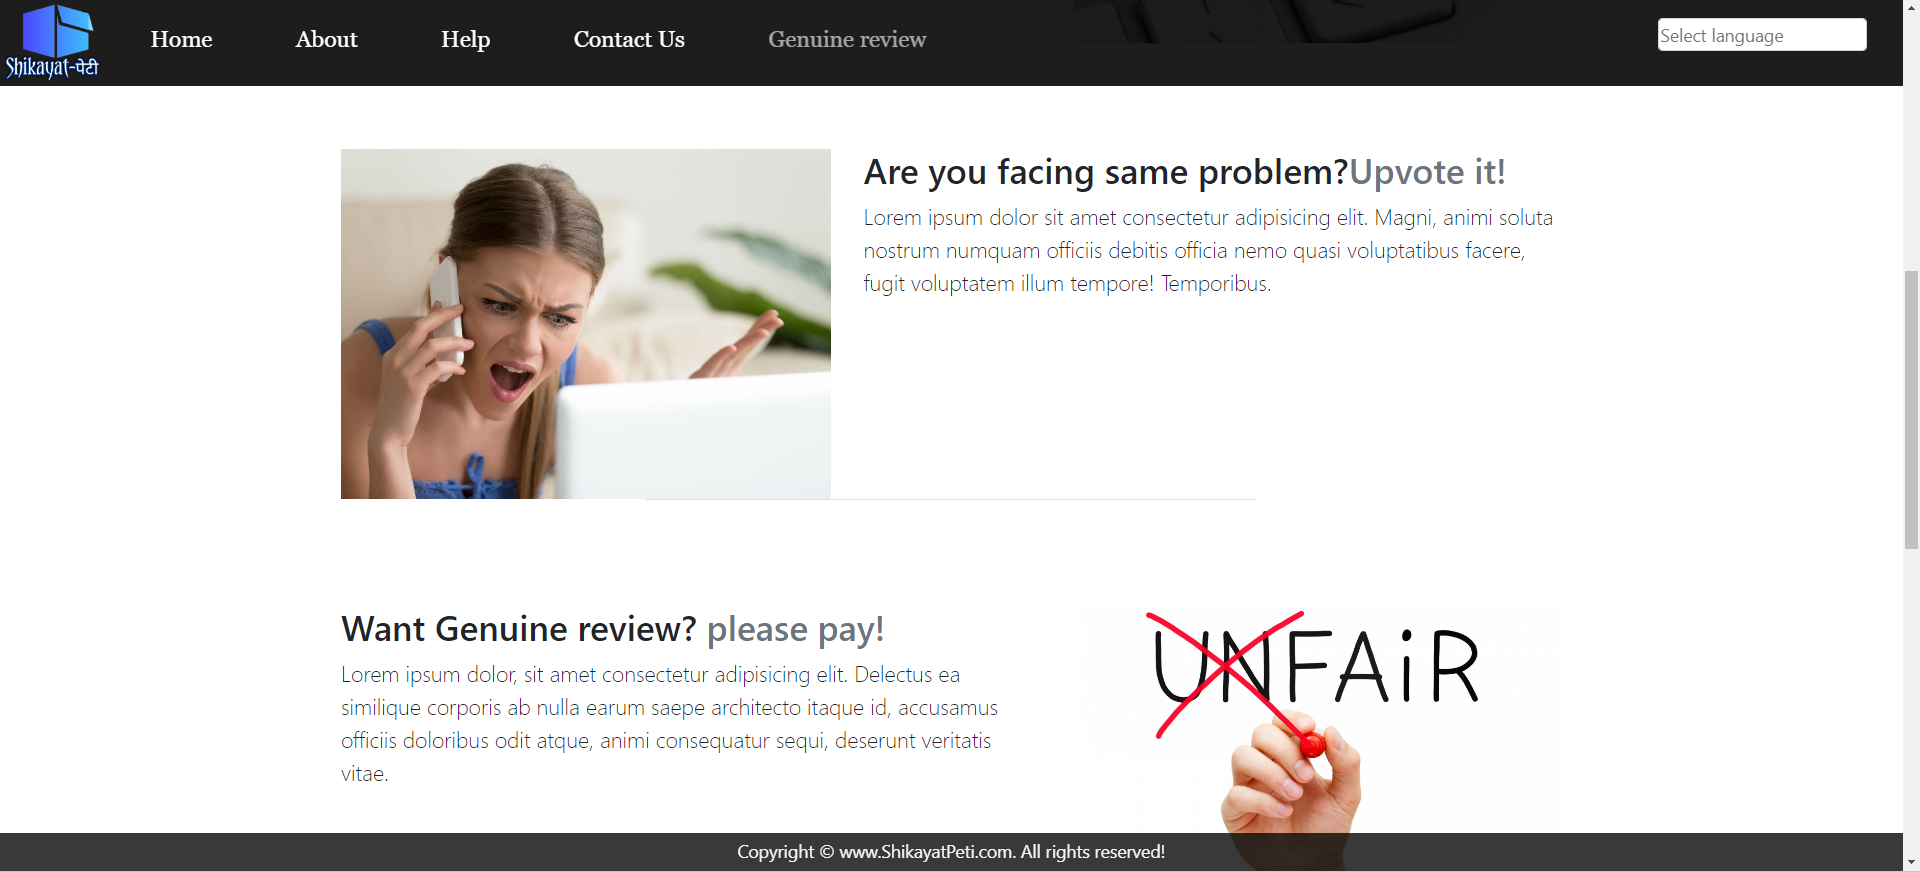 Shikayat-पेटी
Home About Help Contact Us Genuine review
Select language
Are you facing same problem?Upvote it!
Lorem ipsum dolor sit amet consectetur adipisicing elit. Magni, animi soluta
nostrum numquam officiis debitis officia nemo quasi voluptatibus facere,
fugit voluptatem illum tempore! Temporibus.
Want Genuine review? please pay!
Lorem ipsum dolor, sit amet consectetur adipisicing elit. Delectus ea
similique corporis ab nulla earum saepe architecto itaque id, accusamus
officiis doloribus odit atque, animi consequatur sequi, deserunt veritatis
vitae.
UNFAiR
Copyright © www.ShikayatPeti.com. All rights reserved!